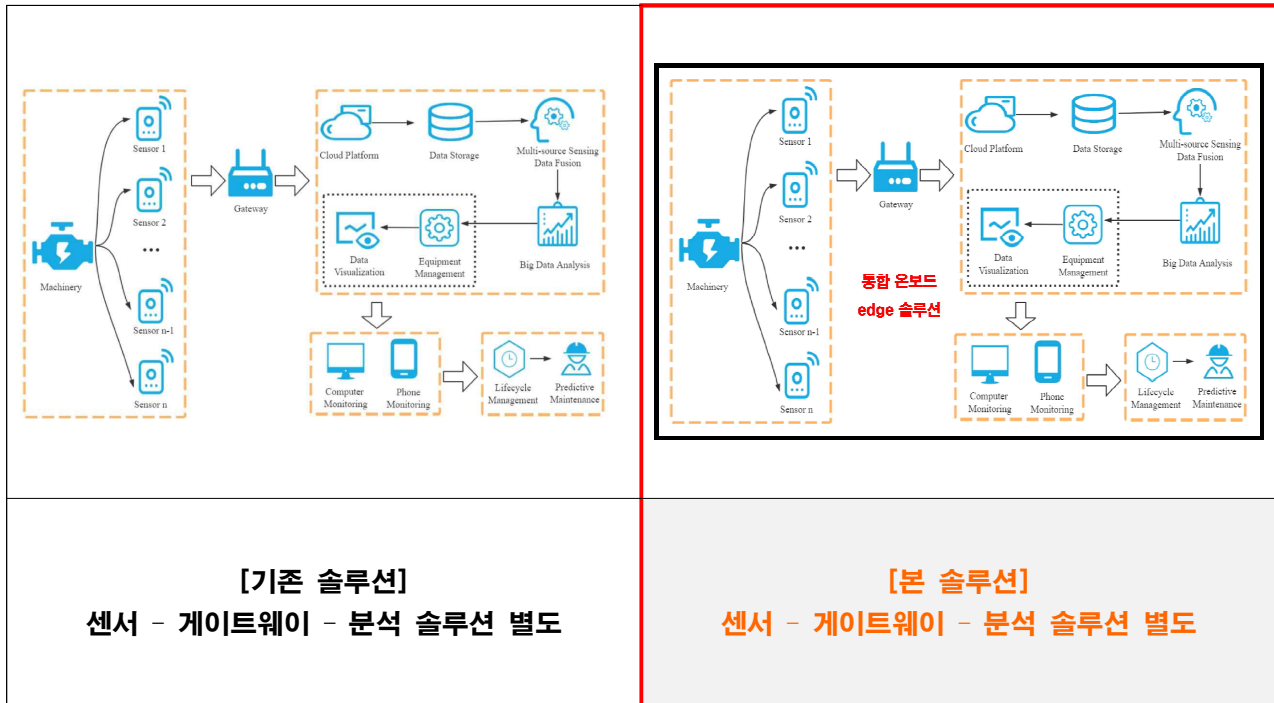 Sensor 1
Sensor 2
...
Sensor n-1
Sensor n
Machinery
Gateway
Cloud Platform
Data Storage
Multi-source Sensing
Data Fusion
Data
Visualization
Equipment
Management
Big Data Analysis
Computer
Monitoring
Phone
Monitoring
Lifecycle
Management
Predictive
Maintenance
Sensor 1
Sensor 2
...
Sensor n-1
Sensor n
Machinery
Gateway
Cloud Platform
Data Storage
Multi-source Sensing
Data Fusion
Data
Visualization
Equipment
Management
Big Data Analysis
통합 온보드
edge 솔루션
Computer
Monitoring
Phone
Monitoring
Lifecycle
Management
Predictive
Maintenance
[기존 솔루션]
센서 - 게이트웨이 - 분석 솔루션 별도
[본 솔루션]
센서 - 게이트웨이 - 분석 솔루션 별도